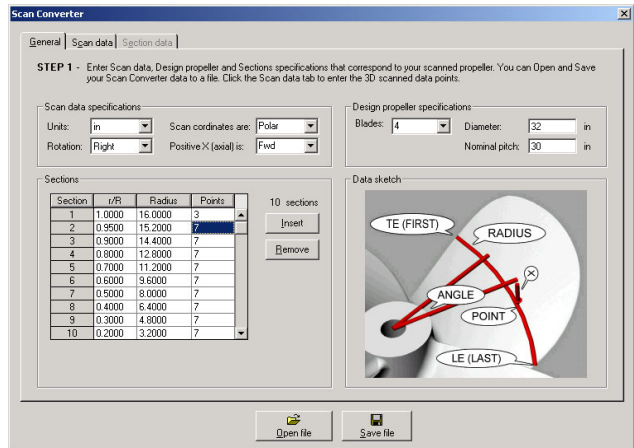 Scan Converter
General Scan data Section data
STEP 1 - Enter Scan data, Design propeller and Sections specifications that correspond to your scanned propeller. You can Open and Save
your Scan Converter data to a file. Click the Scan data tab to enter the 3D scanned data points.
Scan data specifications
Units: in Scan cordinates are: Polar
Rotation: Right Positive X (axial) is: Fwd
Design propeller specifications
Blades: 4 Diameter: 32 in
Nominal pitch: 30 in
Sections
Section r/R Radius Points
1 1.0000 16.0000 3
2 0.9500 15.2000 7
3 0.9000 14.4000 7
4 0.8000 12.8000 7
5 0.7000 11.2000 7
6 0.6000 9.6000 7
7 0.5000 8.0000 7
8 0.4000 6.4000 7
9 0.3000 4.8000 7
10 0.2000 3.2000 7
10 sections
Insert
Remove
Data sketch
TE (FIRST)
RADIUS
X
ANGLE
POINT
LE (LAST)
Open file
Save file